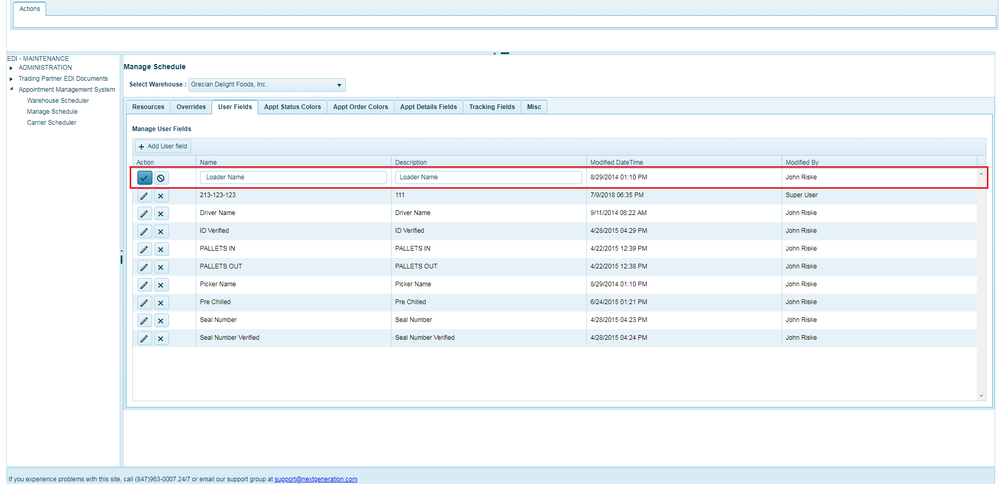 Actions
EDI - MAINTENANCE
ADMINISTRATION
Trading Partner EDI Documents
Appointment Management System
Warehouse Scheduler
Manage Schedule
Carrier Scheduler
Manage Schedule
Select Warehouse : Grecian Delight Foods, Inc.
Resources Overrides User Fields Appt Status Colors Appt Order Colors Appt Details Fields Tracking Fields Misc
Manage User Fields
+ Add User field
Action Name Description Modified DateTime Modified By
Loader Name Loader Name 8/29/2014 01:10 PM John Riske
213-123-123 111 7/9/2018 06:35 PM Super User
Driver Name Driver Name 9/11/2014 08:22 AM John Riske
ID Verified ID Verified 4/28/2015 04:29 PM John Riske
PALLETS IN PALLETS IN 4/22/2015 12:39 PM John Riske
PALLETS OUT PALLETS OUT 4/22/2015 12:38 PM John Riske
Picker Name Picker Name 8/29/2014 01:10 PM John Riske
Pre Chilled Pre Chilled 6/24/2015 01:21 PM John Riske
Seal Number Seal Number 4/28/2015 04:23 PM John Riske
Seal Number Verified Seal Number Verified 4/28/2015 04:24 PM John Riske
If you experience problems with this site, call (847)963-0007 24/7 or email our support group at support@nextgeneration.com